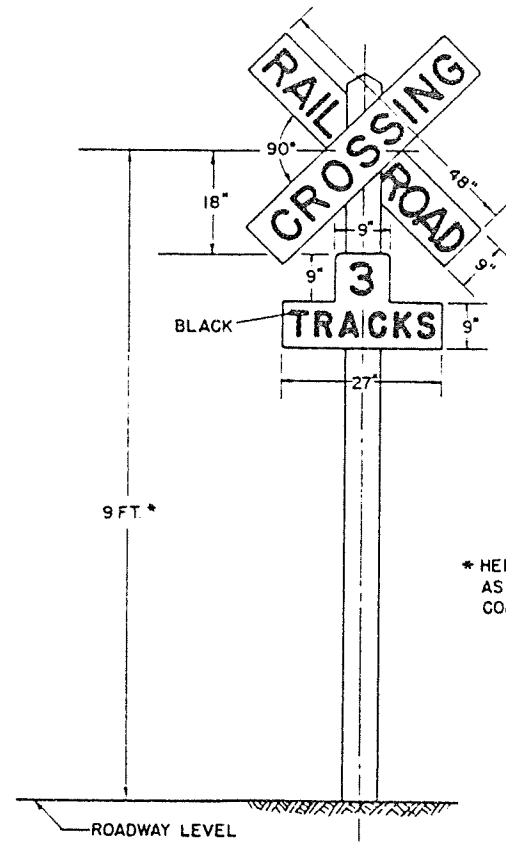 RAIL
CROSSING
ROAD
90°
48"
18"
9"
9"
9"
3
BLACK
TRACKS
9"
27"
9 FT. *
* HEI
AS
ROADWAY LEVEL